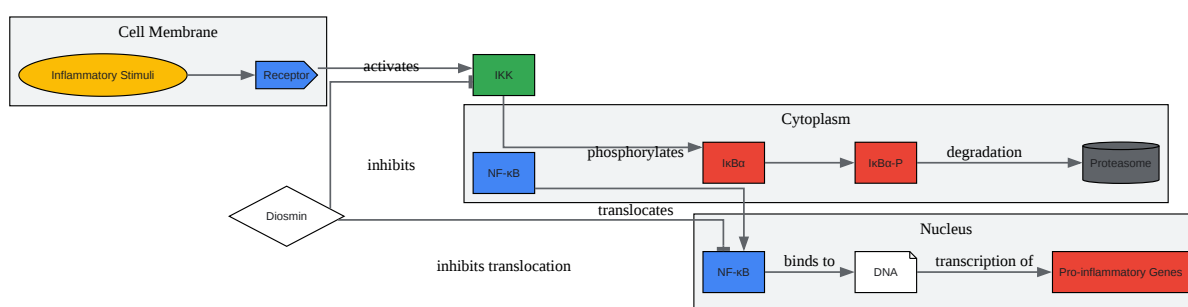 Cell Membrane
Inflammatory Stimuli
Receptor
activates
IKK
inhibits
Cytoplasm
phosphorylates
NF-κB
IκBα
IκBα-P
degradation
Proteasome
Diosmin
translocates
inhibits translocation
Nucleus
NF-κB
binds to
DNA
transcription of
Pro-inflammatory Genes